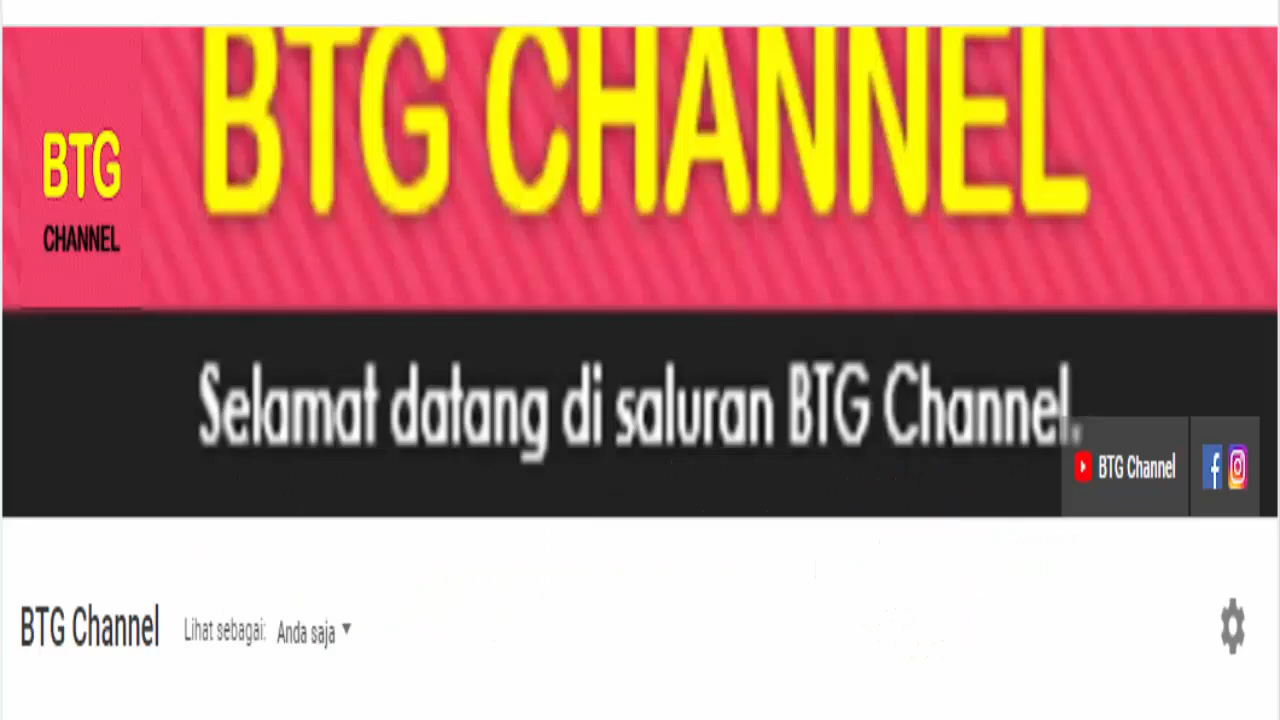 BTG CHANNEL
BTG
CHANNEL
Selamat datang di saluran BTG Channel.
BTG Channel
BTG Channel
Lihat sebagai: Anda saja